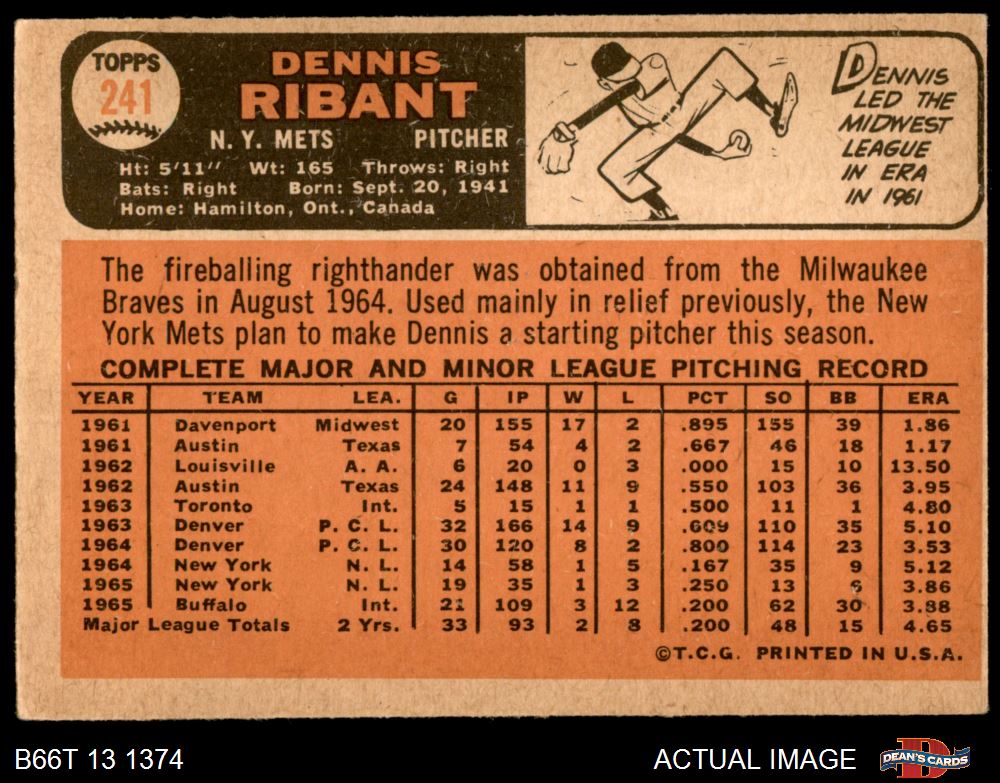 TOPPS
241
DENNIS
RIBANT
N. Y. METS PITCHER
Ht: 5'11" Wt: 165 Throws: Right
Bats: Right Born: Sept. 20, 1941
Home: Hamilton, Ont., Canada
DENNIS
LED THE
MIDWEST
LEAGUE
IN ERA
IN 1961
The fireballing righthander was obtained from the Milwaukee
Braves in August 1964. Used mainly in relief previously, the New
York Mets plan to make Dennis a starting pitcher this season.
COMPLETE MAJOR AND MINOR LEAGUE PITCHING RECORD
YEAR TEAM LEA. G IP W L PCT SO BB ERA
1961 Davenport Midwest 20 155 17 2 .895 155 39 1.86
1961 Austin Texas 7 54 4 2 .667 46 18 1.17
1962 Louisville A. A. 6 20 0 3 .000 15 10 13.50
1962 Austin Texas 24 148 11 9 .550 103 36 3.95
1963 Toronto Int. 5 15 1 1 .500 11 1 4.80
1963 Denver P. C. L. 32 166 14 9 .609 110 35 5.10
1964 Denver P. C. L. 30 120 8 2 .800 114 23 3.53
1964 New York N. L. 14 58 1 5 .167 35 9 5.12
1965 New York N. L. 19 35 1 3 .250 13 6 3.86
1965 Buffalo Int. 21 109 3 12 .200 62 30 3.88
Major League Totals 2 Yrs. 33 93 2 8 .200 48 15 4.65
©T.C.G. PRINTED IN U.S.A.
B66T 13 1374 ACTUAL IMAGE DEAN'S CARDS